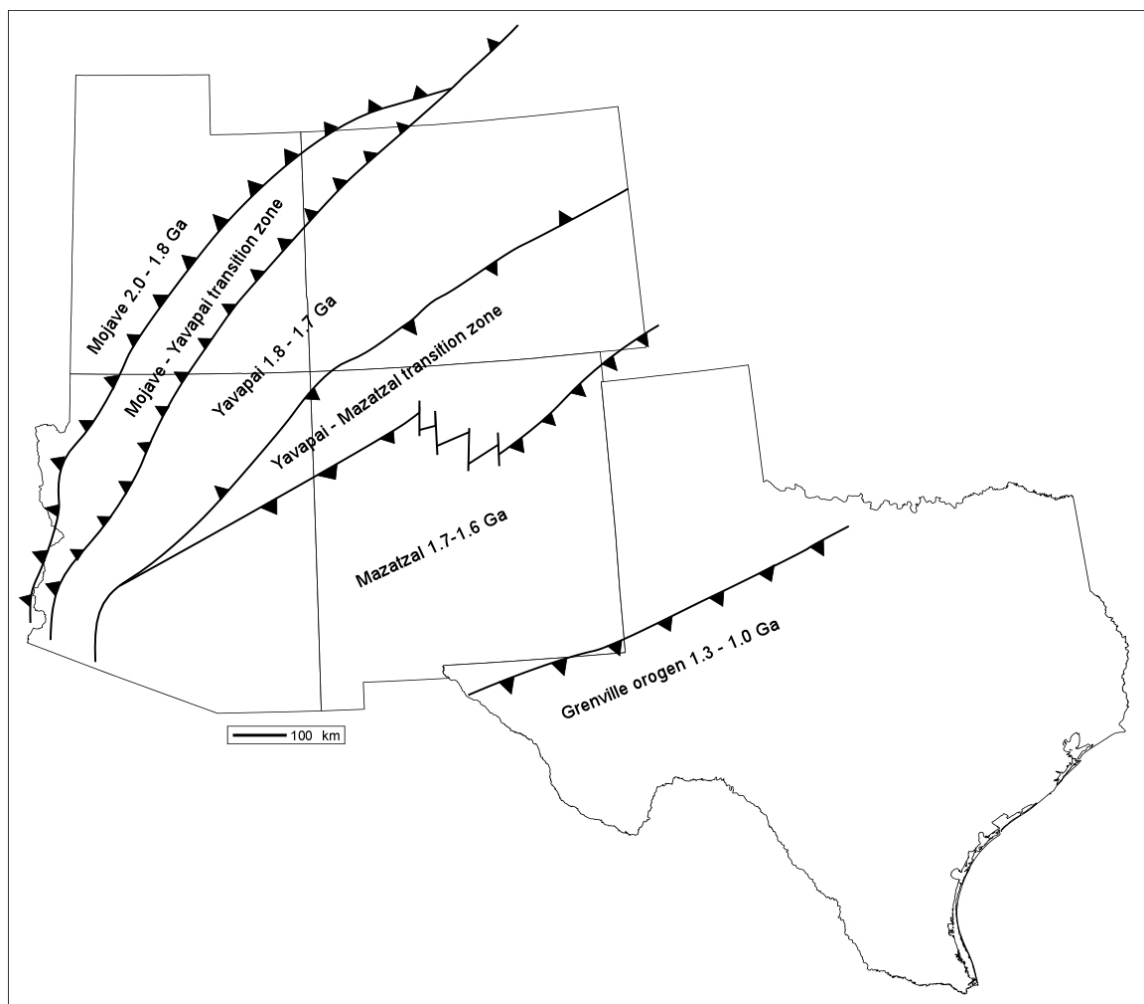 Mojave 2.0 - 1.8 Ga
Mojave - Yavapai transition zone
Yavapai 1.8 - 1.7 Ga
Yavapai - Mazatzal transition zone
Mazatzal 1.7-1.6 Ga
Grenville orogen 1.3 - 1.0 Ga
100 km